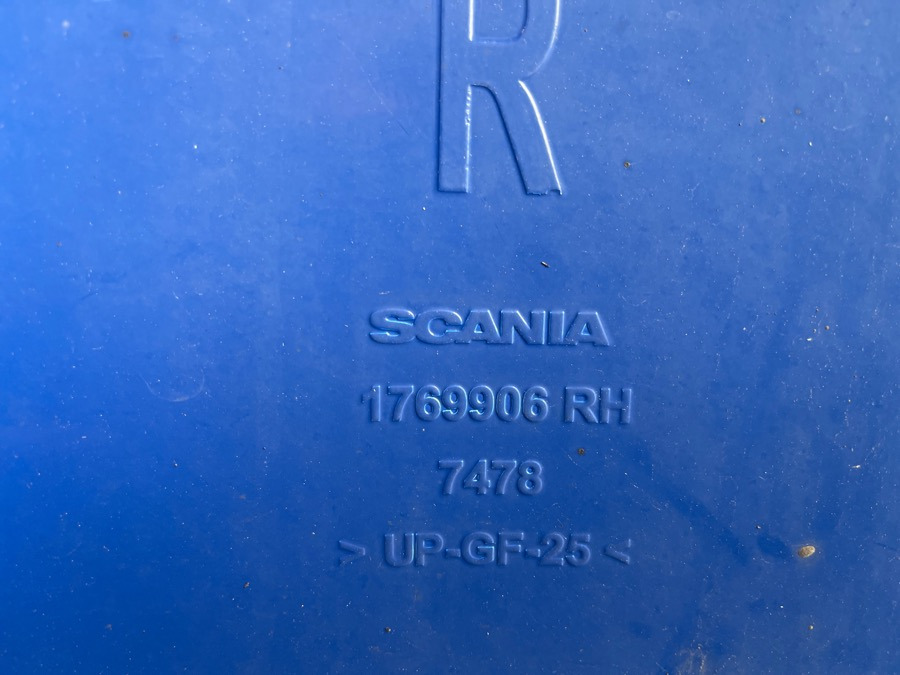 R
SCANIA
1769906 RH
7478
> UP-GF-25 <